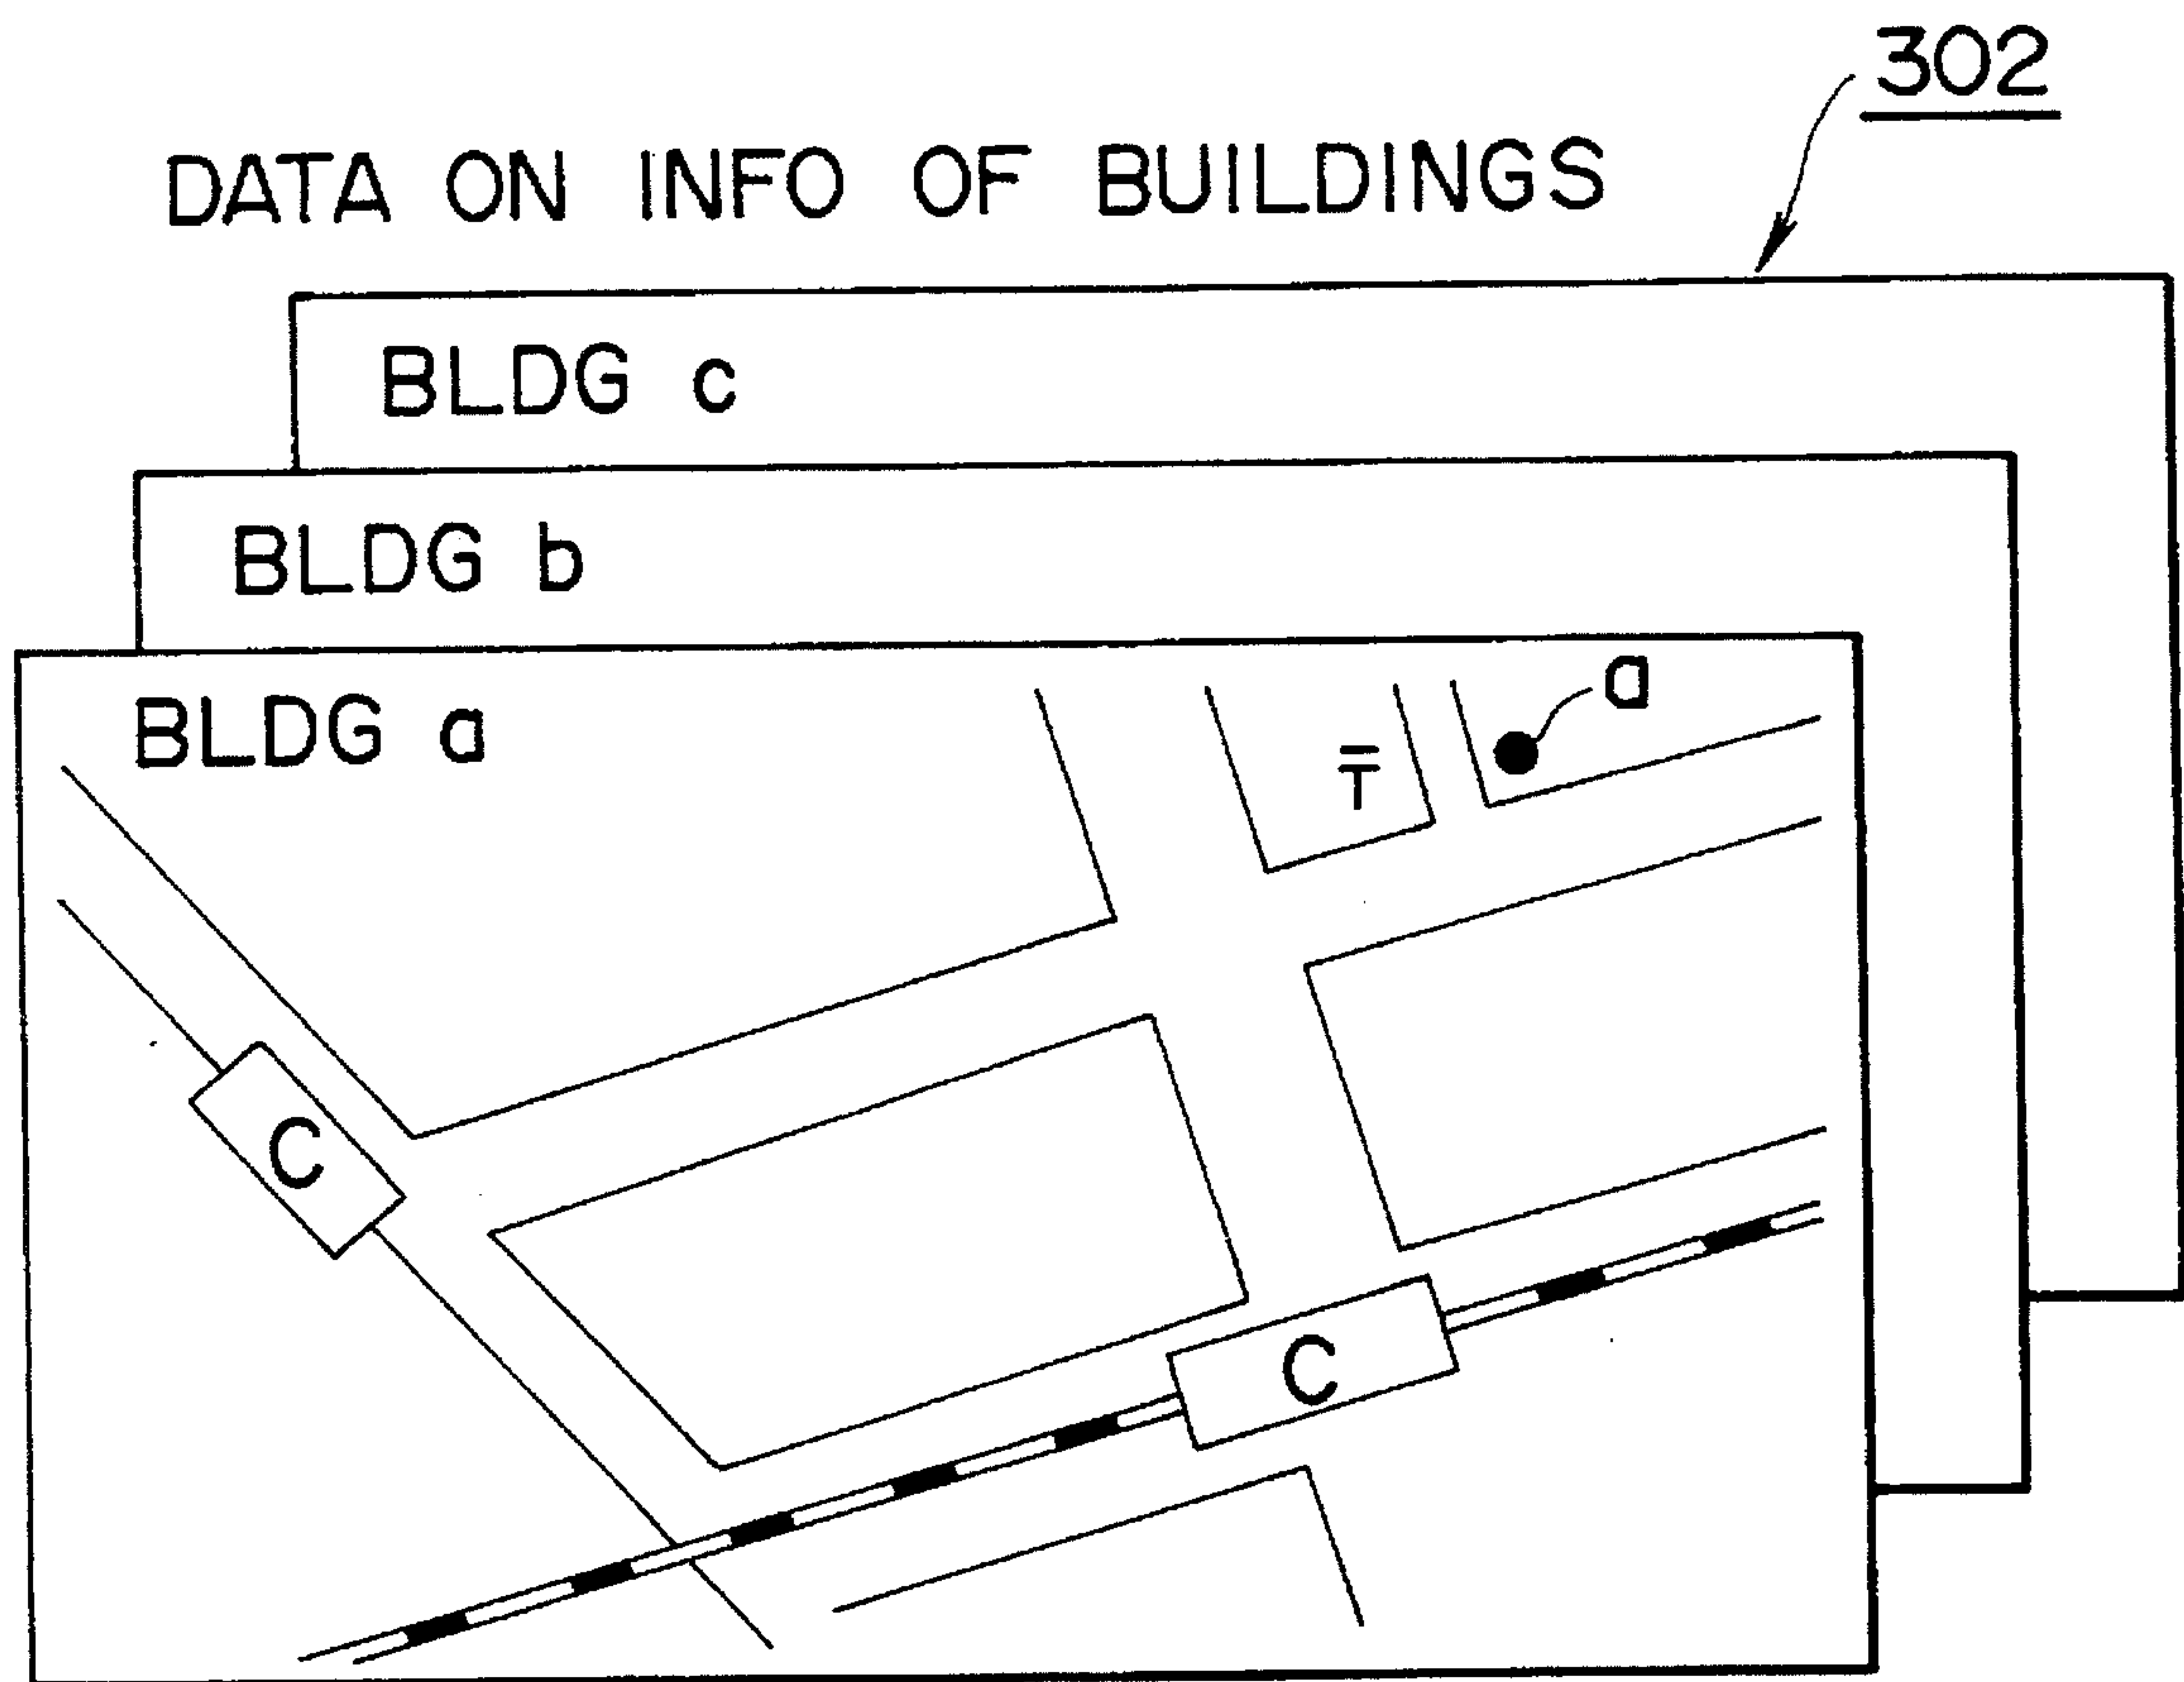 302
DATA ON INFO OF BUILDINGS
BLDG c
BLDG b
BLDG a
a
〒
C
C